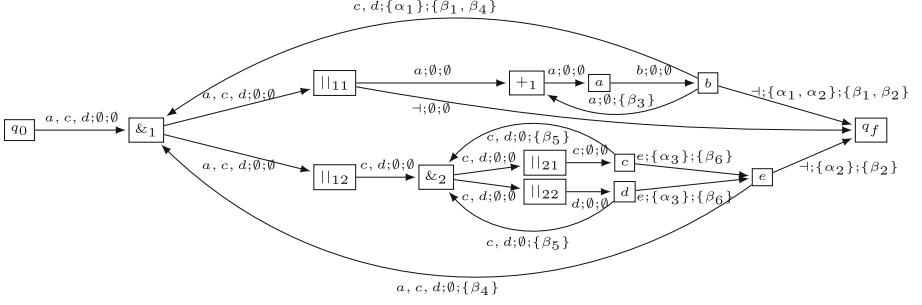 c, d;{α₁};{β₁, β₄}
a;∅;∅
a;∅;∅
b;∅;∅
||₁₁
+₁
a
b
a, c, d;∅;∅
a;∅;{β₃}
⊣;{α₁, α₂};{β₁, β₂}
⊣;∅;∅
a, c, d;∅;∅
q₀
&₁
q_f
c, d;∅;{β₅}
a, c, d;∅;∅
c, d;∅;∅
c, d;∅;∅
||₂₁
c;∅;∅
c
e;{α₃};{β₆}
||₁₂
&₂
e
⊣;{α₂};{β₂}
c, d;∅;∅
||₂₂
d;∅;∅
d
e;{α₃};{β₆}
c, d;∅;{β₅}
a, c, d;∅;{β₄}